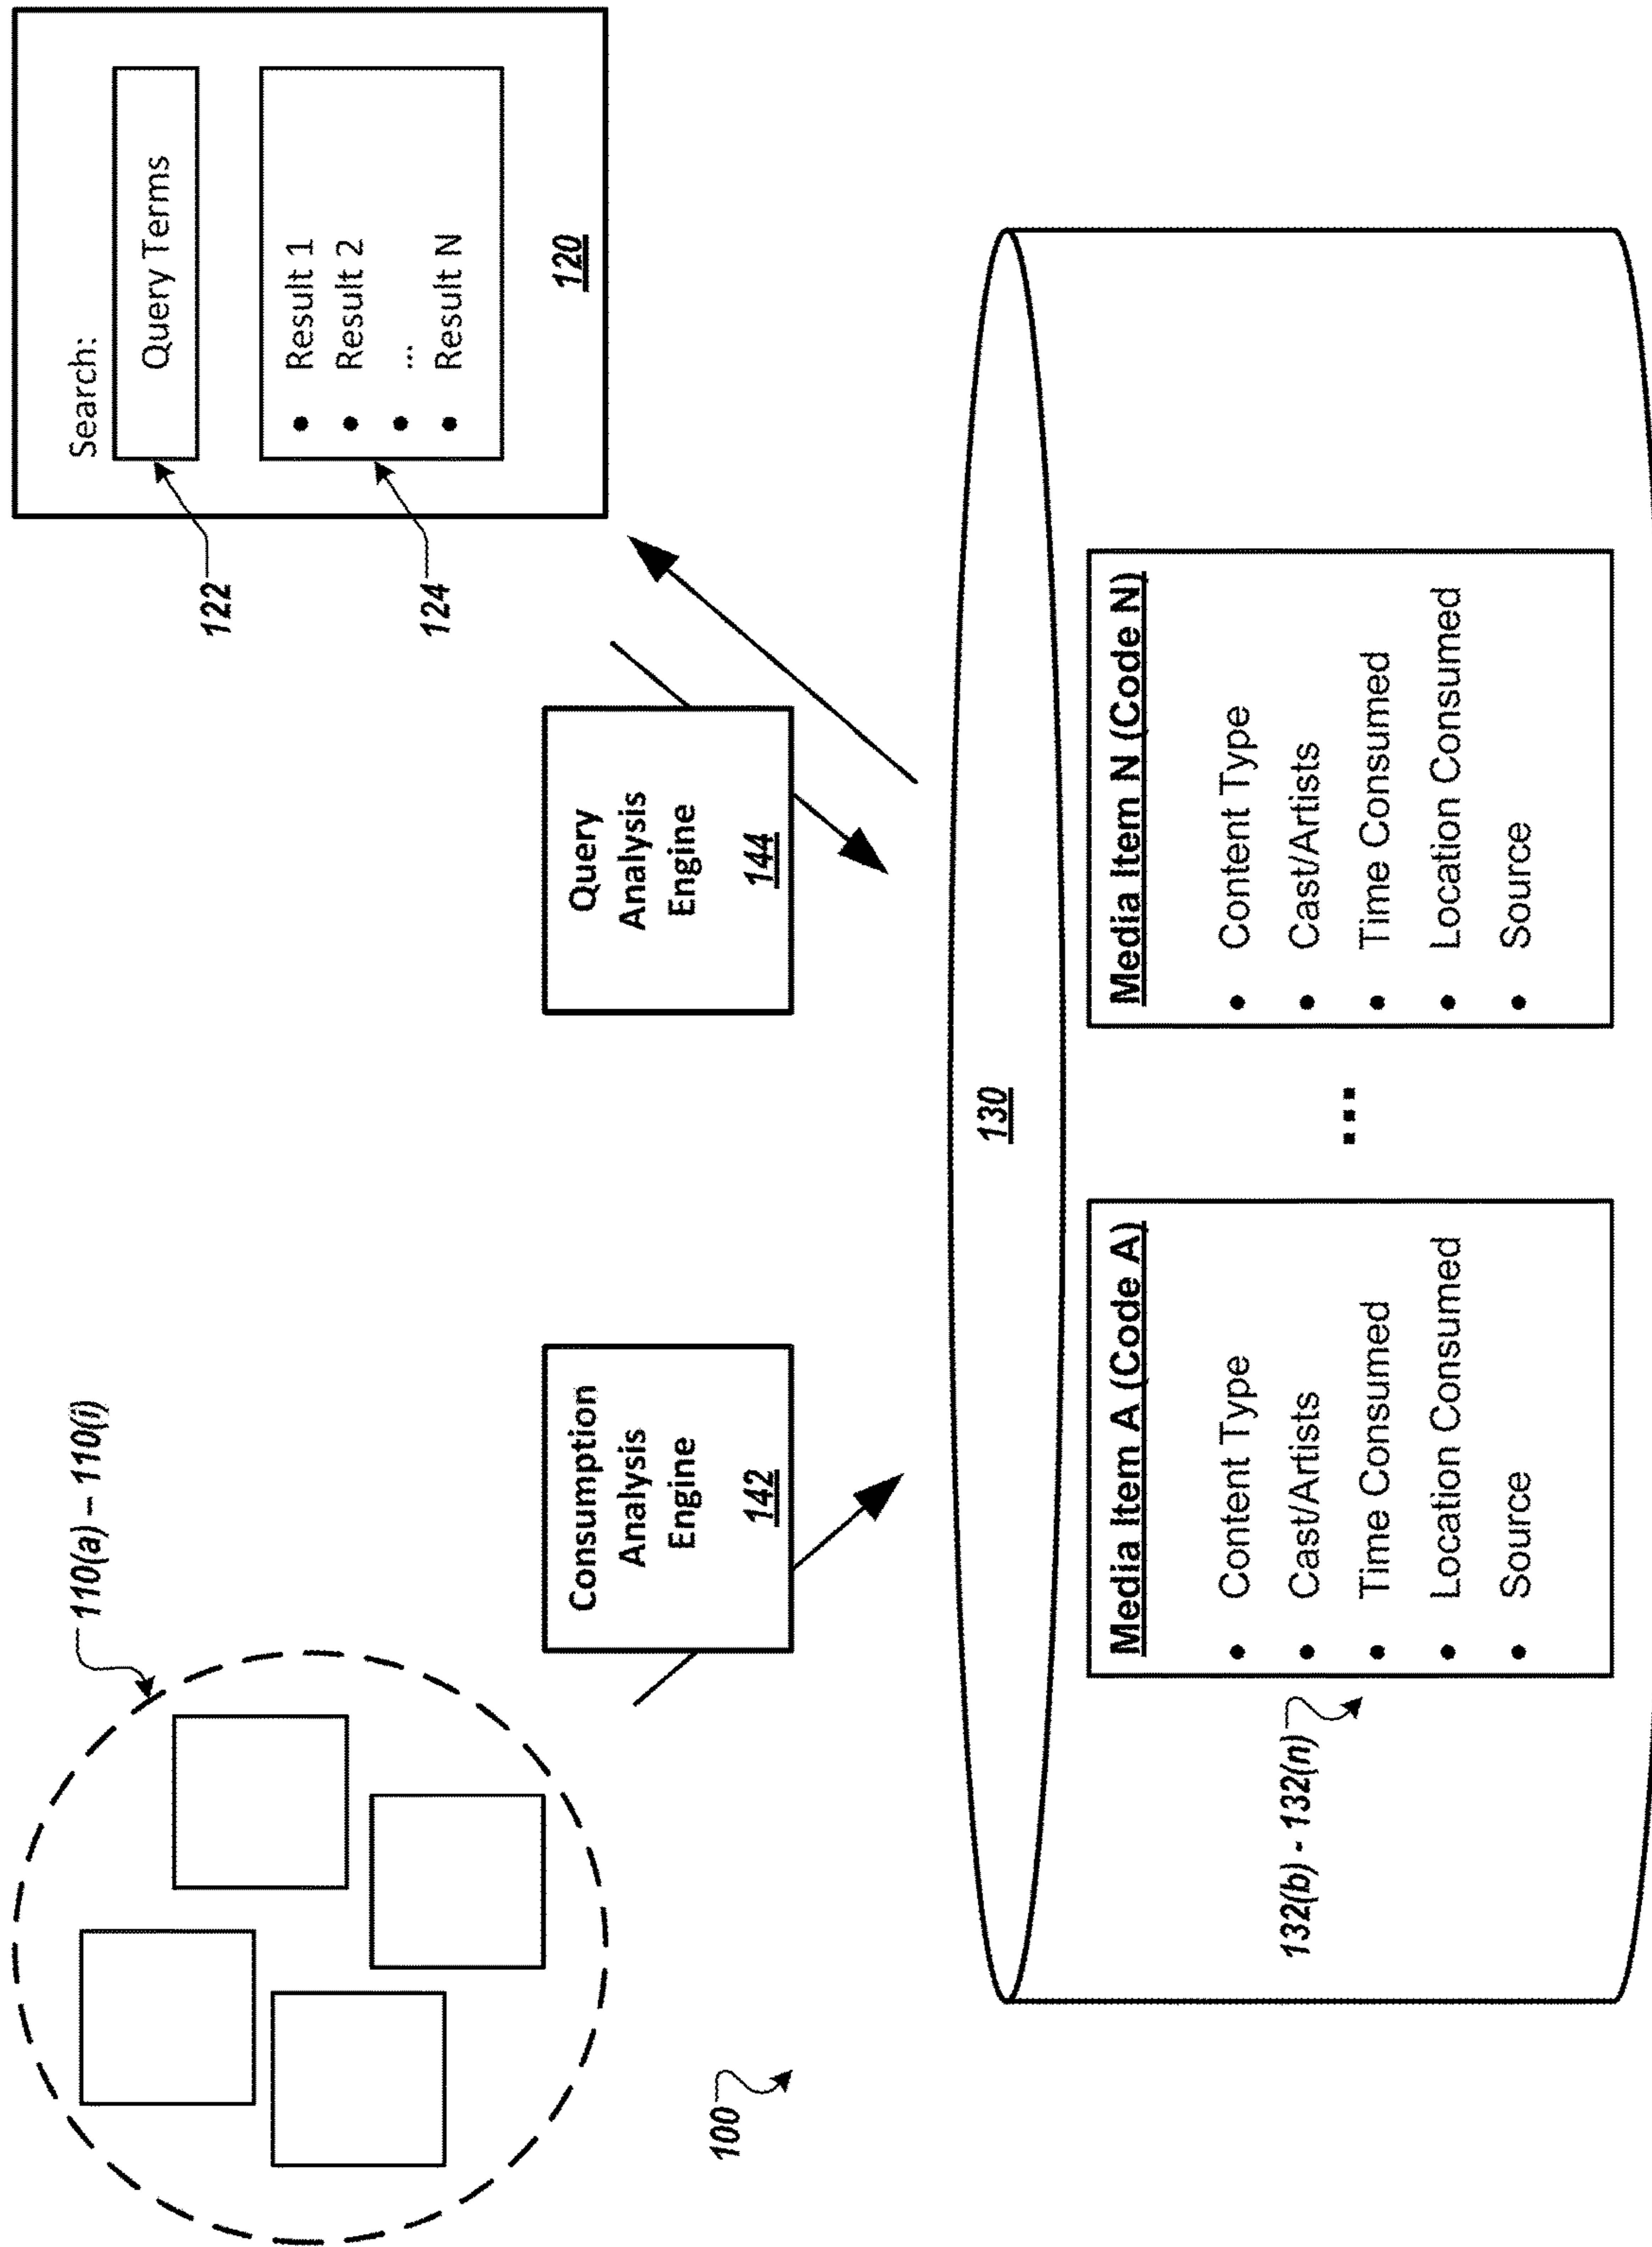 110(a) – 110(i)
Search:
Query Terms
Result 1
Result 2
...
Result N
120
122
124
Consumption
Analysis
Engine
142
Query
Analysis
Engine
144
100
130
Media Item A (Code A)
Content Type
Cast/Artists
Time Consumed
Location Consumed
Source
...
Media Item N (Code N)
Content Type
Cast/Artists
Time Consumed
Location Consumed
Source
132(b) - 132(n)